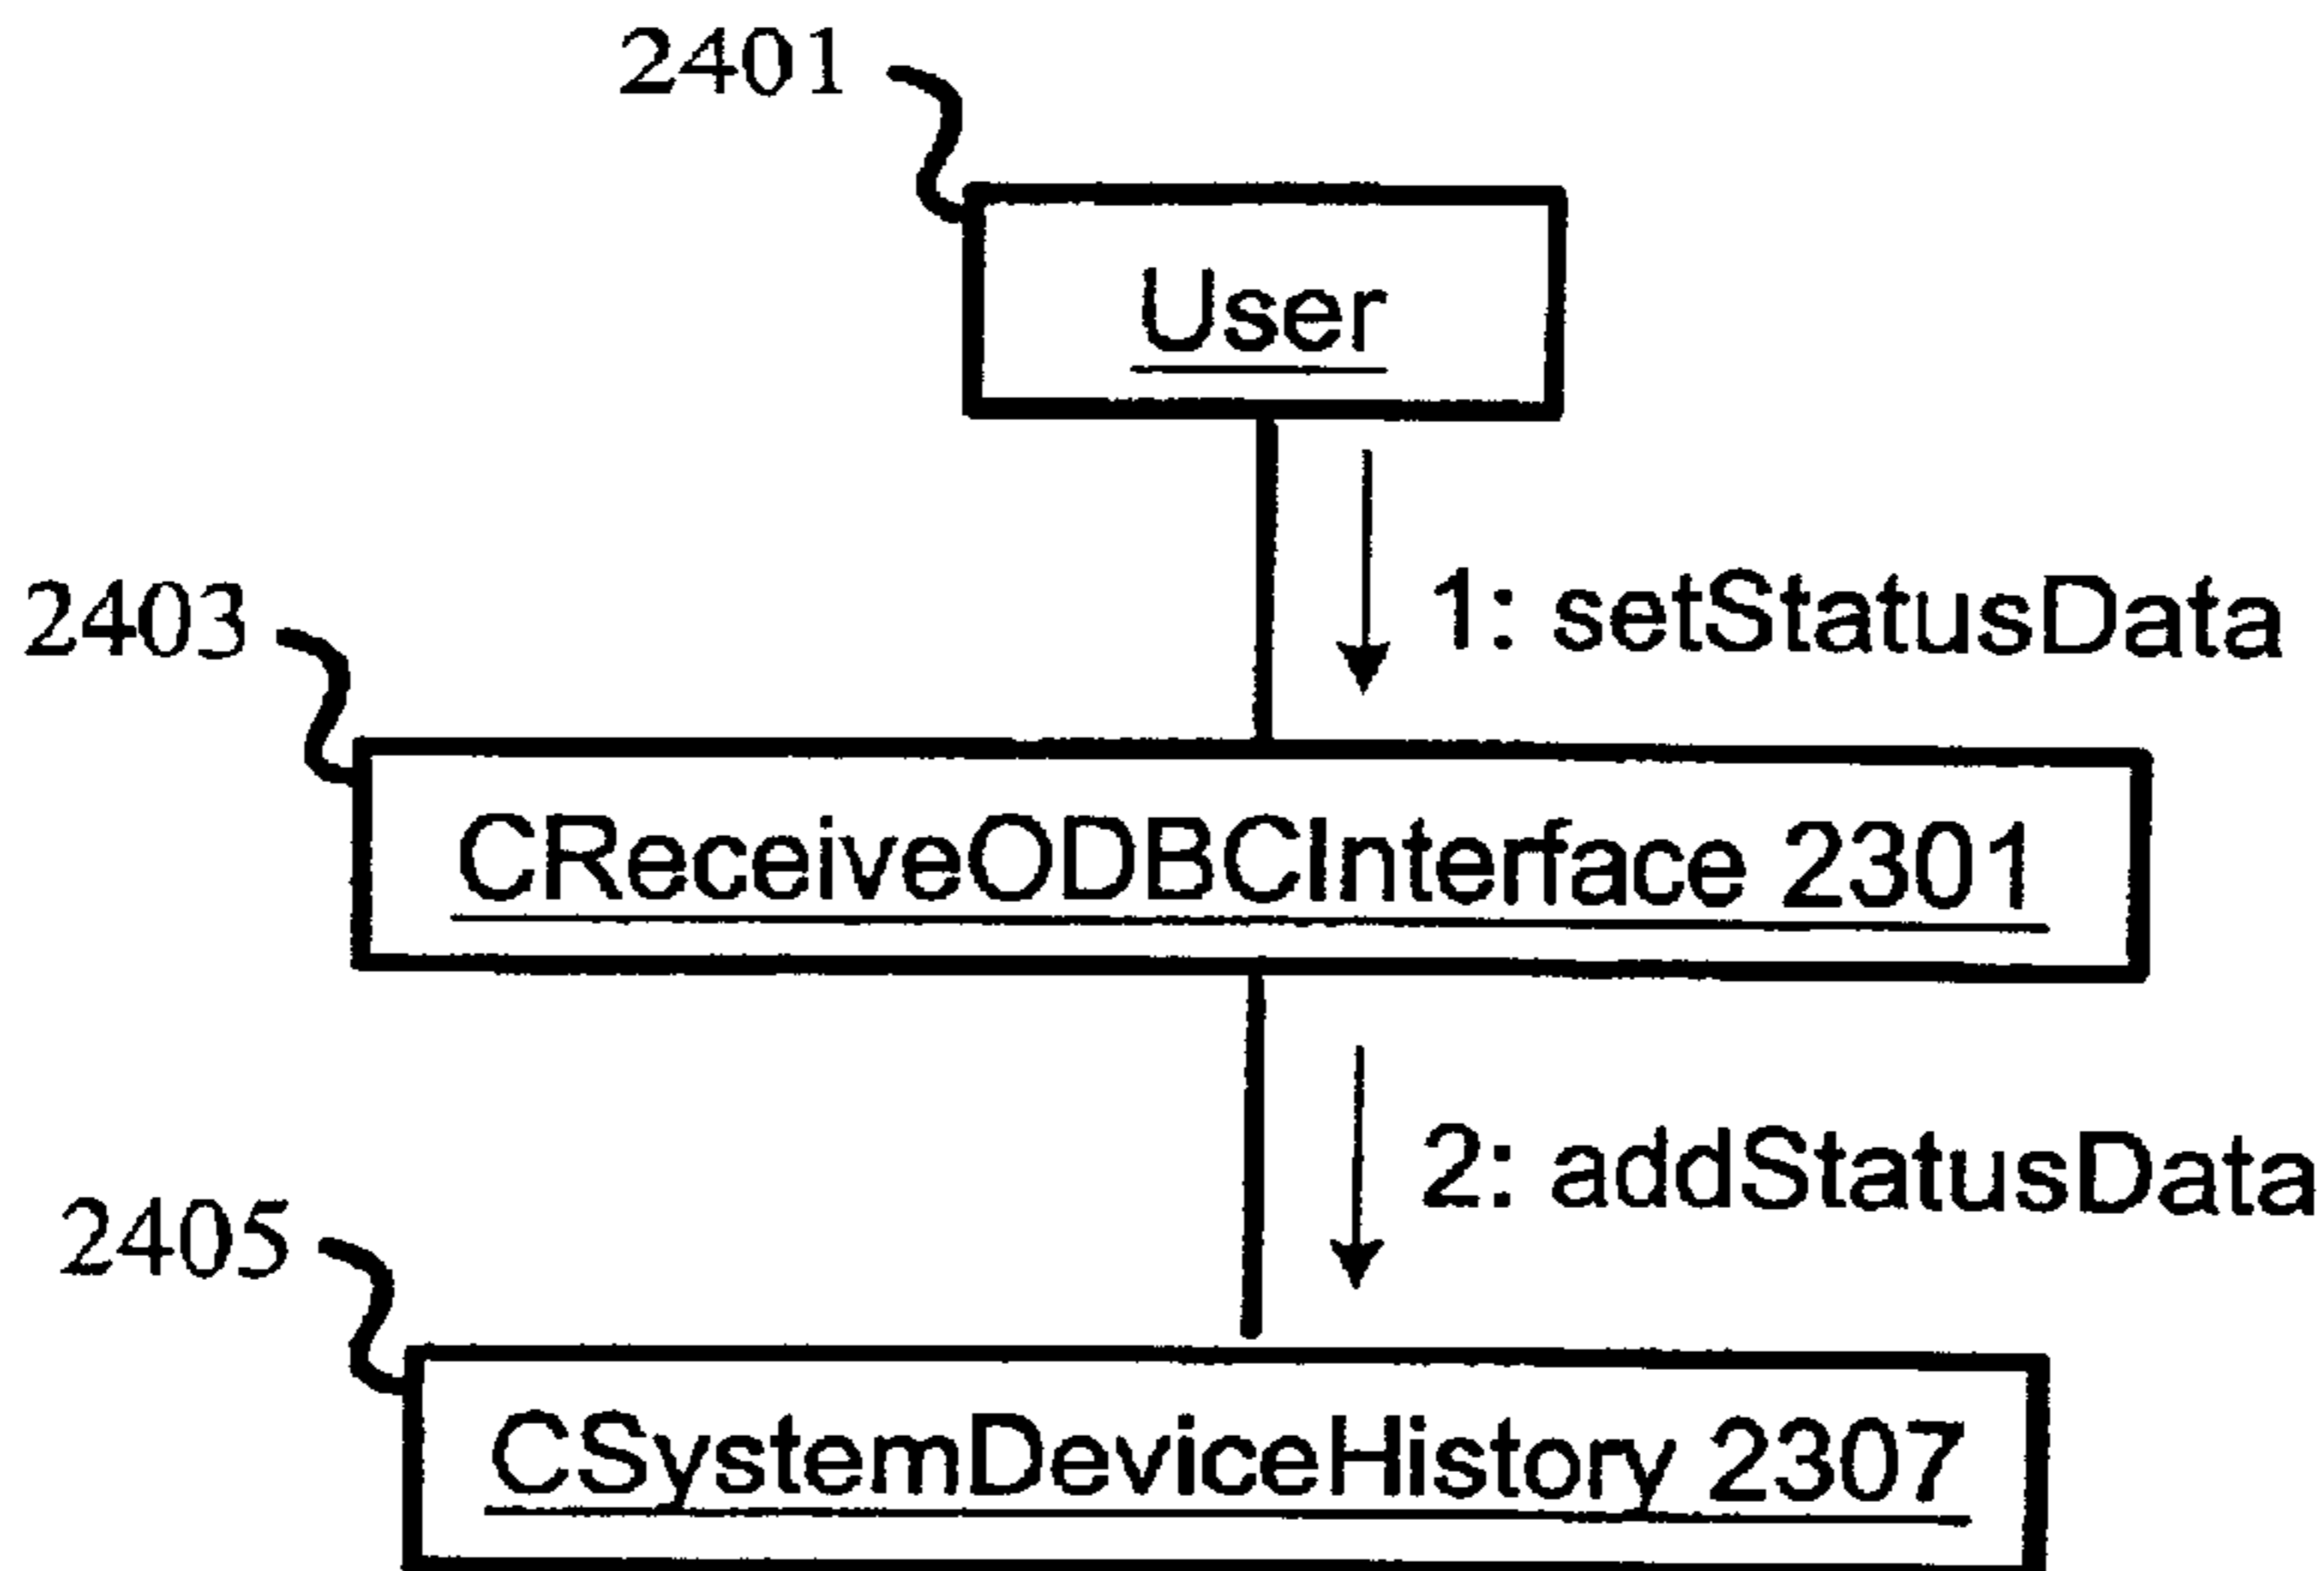 2401
User
1: setStatusData
2403
CReceiveODBCInterface 2301
2: addStatusData
2405
CSystemDeviceHistory 2307